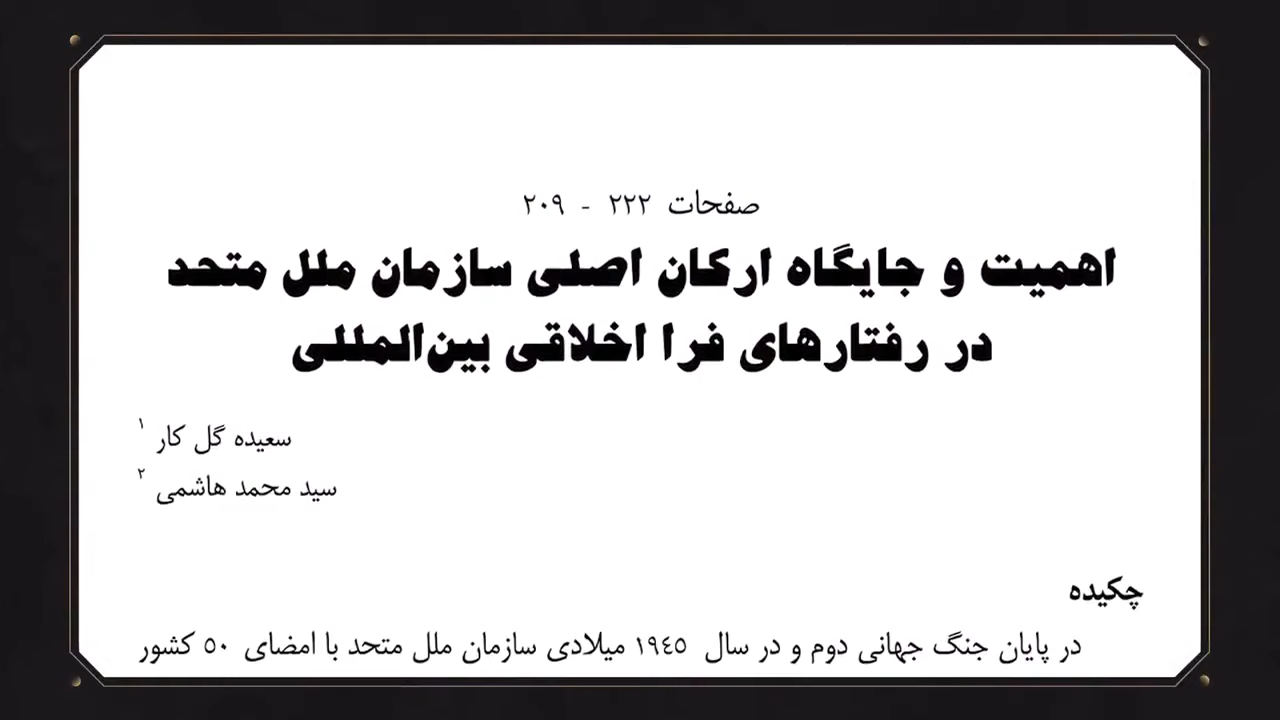 صفحات ۲۲۲ - ۲۰۹
اهمیت و جایگاه ارکان اصلی سازمان ملل متحد
در رفتارهای فرا اخلاقی بین‌المللی
سعیده گل کار ۱
سید محمد هاشمی ۲
چکیده
در پایان جنگ جهانی دوم و در سال ۱۹٤٥ میلادی سازمان ملل متحد با امضای ٥٠ کشور